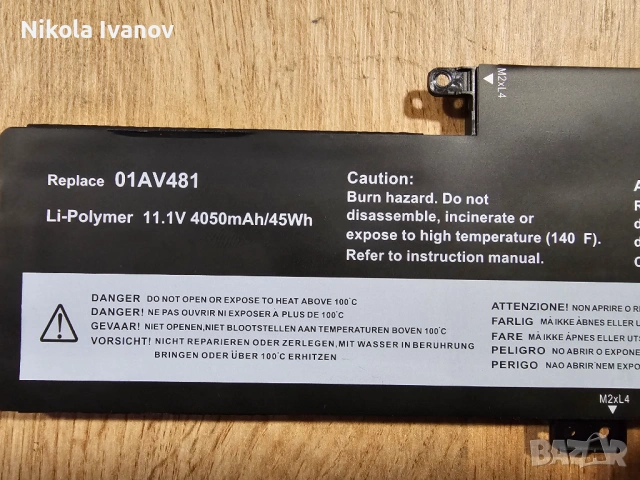 Nikola Ivanov
M2xL4
Replace 01AV481
Li-Polymer 11.1V 4050mAh/45Wh
Caution:
Burn hazard. Do not
disassemble, incinerate or
expose to high temperature (140 F).
Refer to instruction manual.
DANGER DO NOT OPEN OR EXPOSE TO HEAT ABOVE 100°C
DANGER! NE PAS OUVRIR NI EXPOSER A PLUS DE 100°C
GEVAAR! NIET OPENEN,NIET BLOOTSTELLEN AAN TEMPERATUREN BOVEN 100°C
VORSICHT! NICHT REPARIEREN ODER ZERLEGEN,MIT WASSER IN BERUHRUNG
BRINGEN ODER ÜBER 100°C ERHITZEN
ATTENZIONE! NON APRIRE O
FARLIG MÅ IKKE ÅBNES ELLER
FARE MÅ IKKE ÅPNES ELLER
PELIGRO NO ABRIR O
PERIGO NAO ABRIR NEM
M2xL4
BAZAR